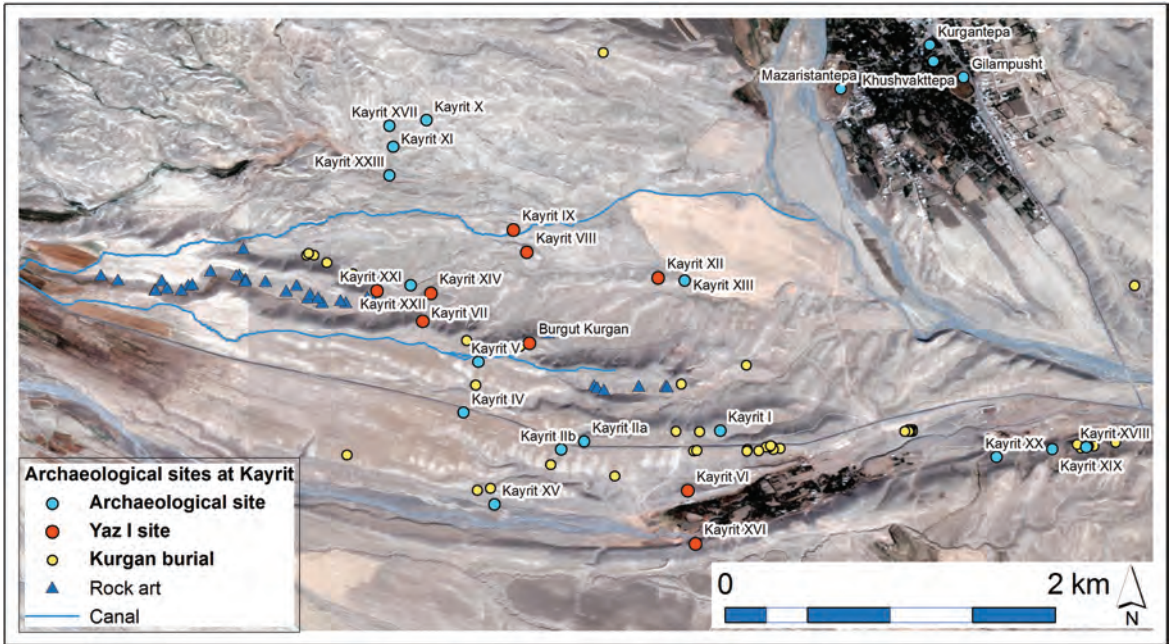 Kurgantepa
Gilampusht
Mazaristantepa
Khushvakttepa
Kayrit XVII
Kayrit X
Kayrit XI
Kayrit XXIII
Kayrit IX
Kayrit VIII
Kayrit XII
Kayrit XIII
Kayrit XXI
Kayrit XIV
Kayrit XXII
Kayrit VII
Burgut Kurgan
Kayrit V
Kayrit IV
Kayrit I
Kayrit IIa
Kayrit IIb
Kayrit XVIII
Kayrit XX
Kayrit XIX
Kayrit VI
Kayrit XV
Kayrit XVI
Archaeological sites at Kayrit
Archaeological site
Yaz I site
Kurgan burial
Rock art
Canal
0 2 km
N